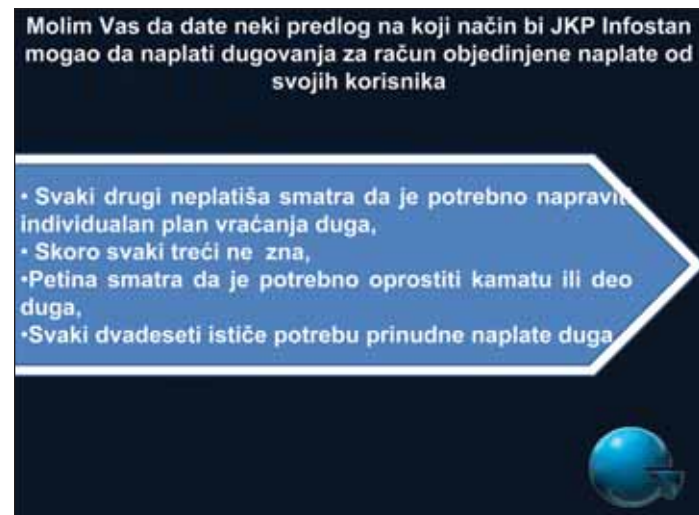 Molim Vas da date neki predlog na koji način bi JKP Infostan
mogao da naplati dugovanja za račun objedinjene naplate od
svojih korisnika
• Svaki drugi neplatiša smatra da je potrebno napraviti
individualan plan vraćanja duga,
• Skoro svaki treći ne zna,
•Petina smatra da je potrebno oprostiti kamatu ili deo
duga,
•Svaki dvadeseti ističe potrebu prinudne naplate duga